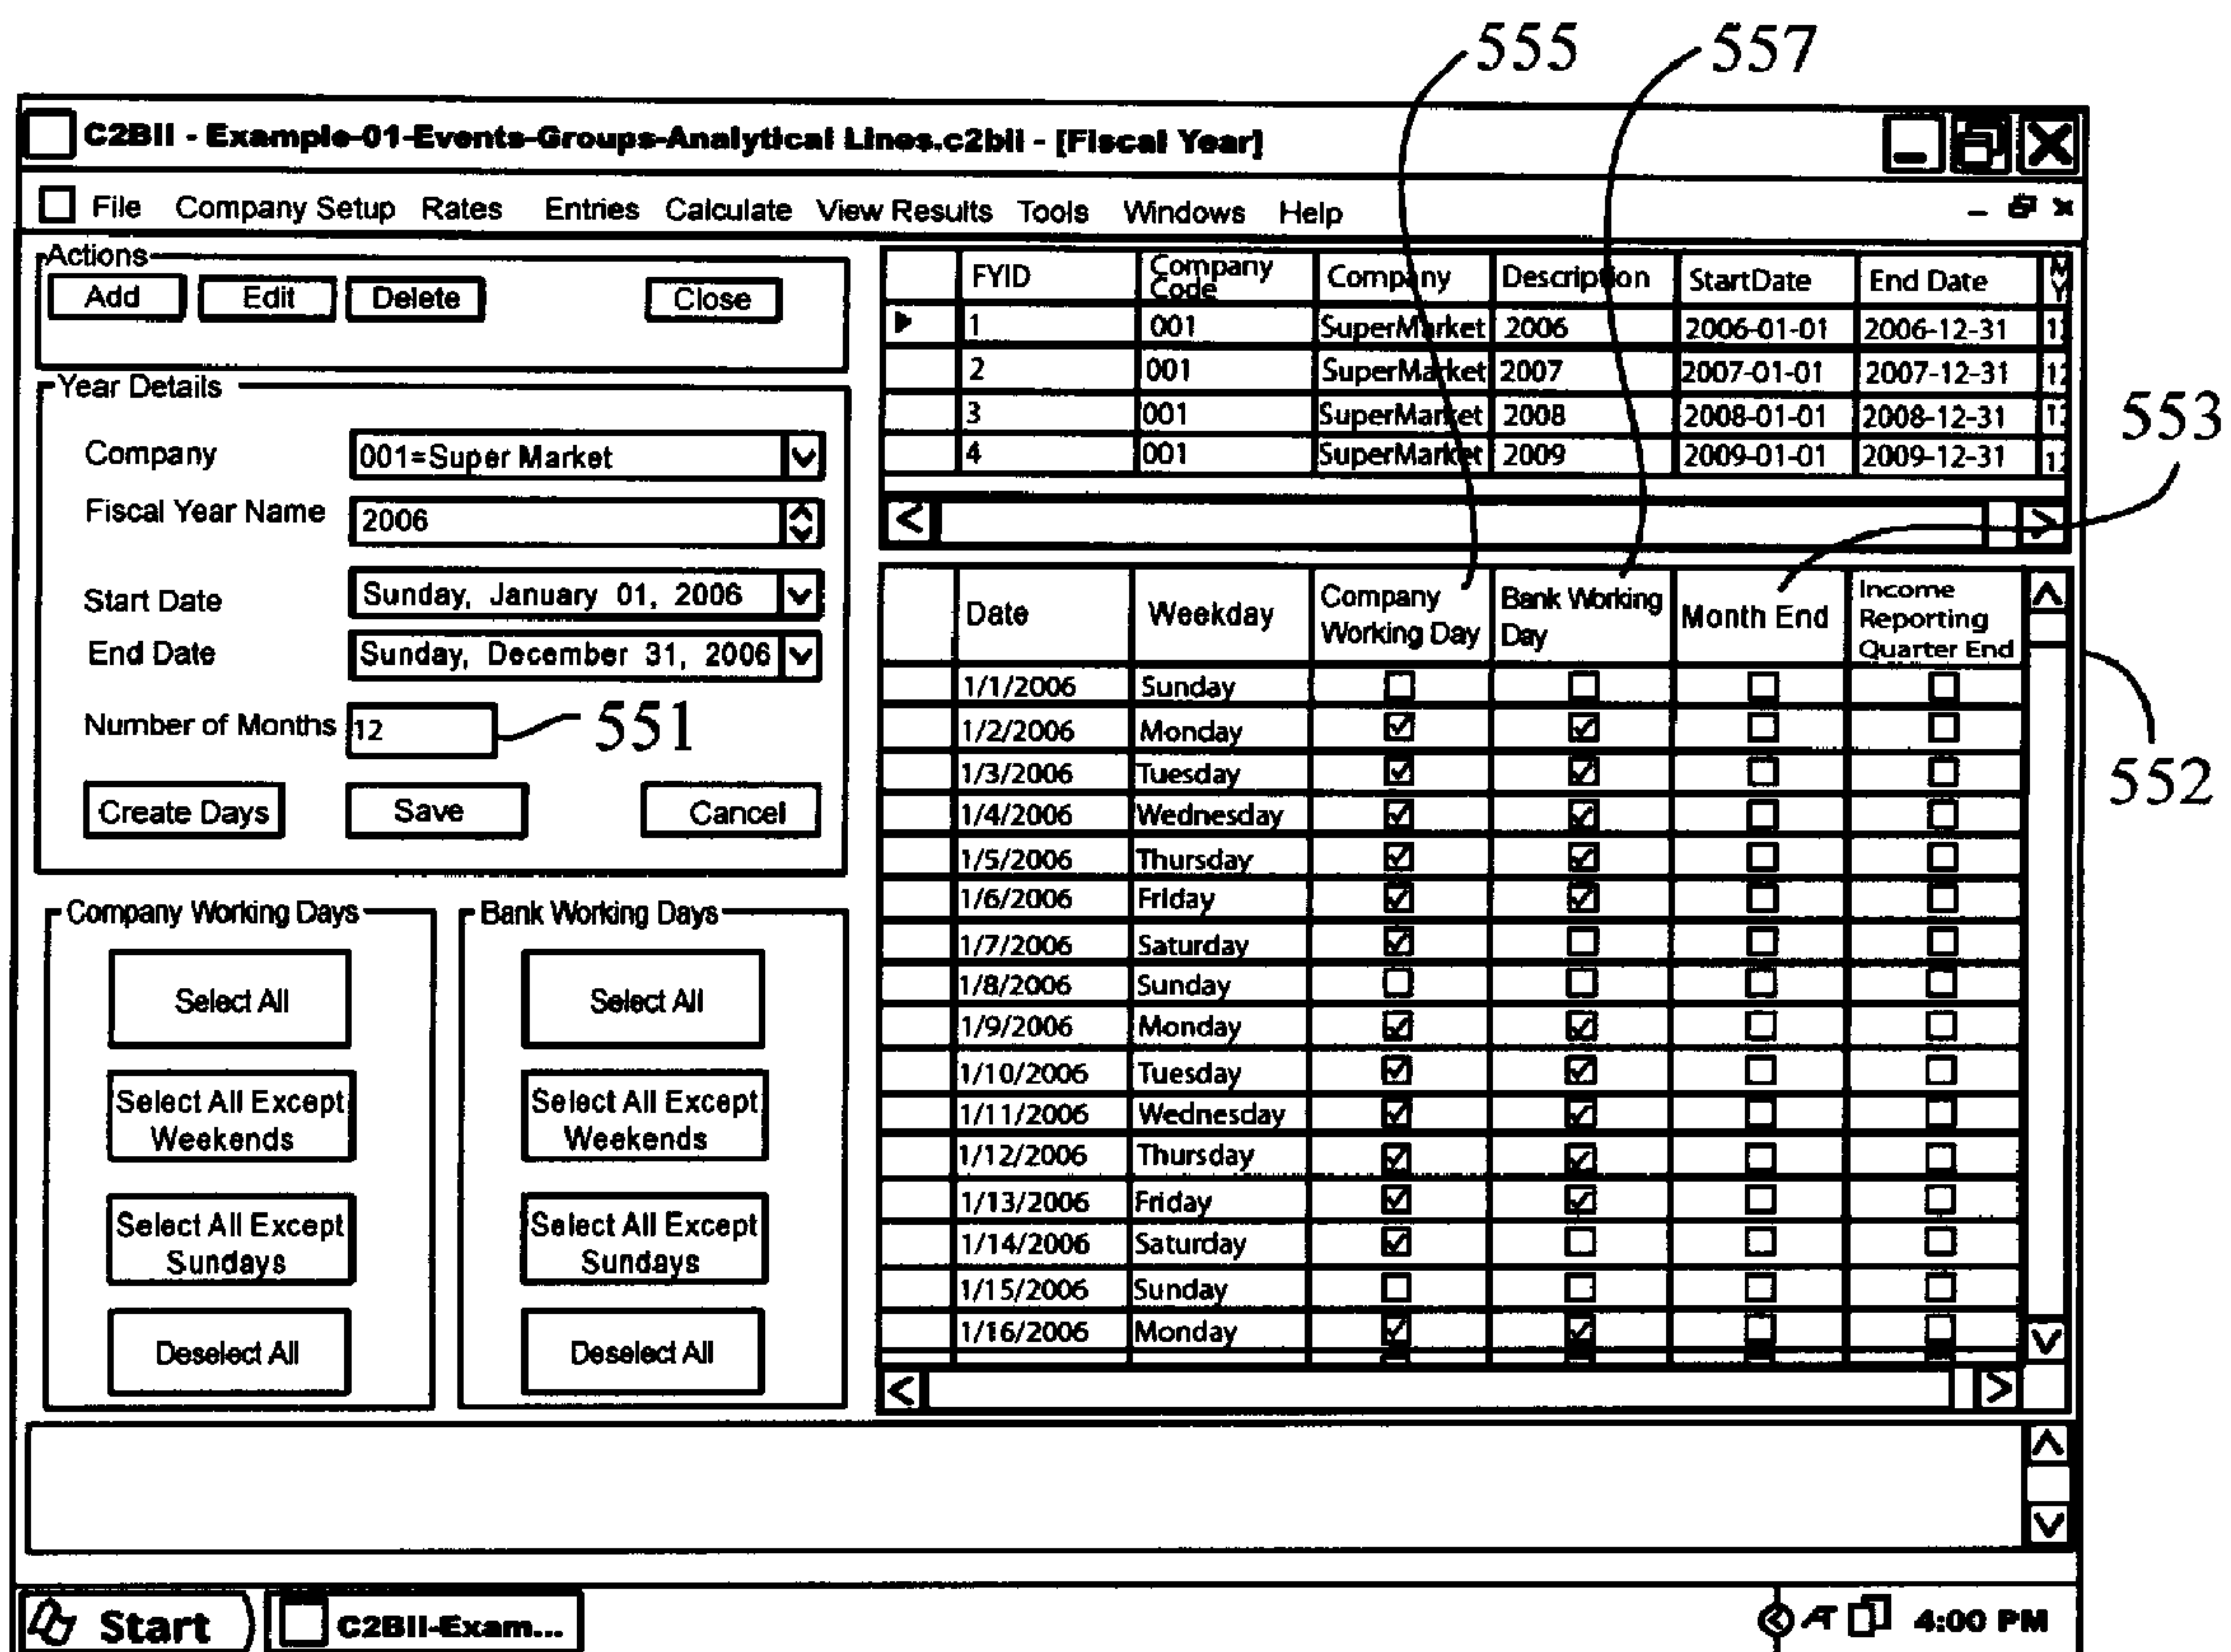 555 557
C2BII - Example-01-Events-Groups-Analytical Lines.c2bii - [Fiscal Year]
File Company Setup Rates Entries Calculate View Results Tools Windows Help
Actions
Add Edit Delete Close
Year Details
Company 001=Super Market
Fiscal Year Name 2006
Start Date Sunday, January 01, 2006
End Date Sunday, December 31, 2006
Number of Months 12 551
Create Days Save Cancel
Company Working Days
Select All
Select All Except
Weekends
Select All Except
Sundays
Deselect All
Bank Working Days
Select All
Select All Except
Weekends
Select All Except
Sundays
Deselect All
FYID Company Code Company Description StartDate End Date M Y
1 001 SuperMarket 2006 2006-01-01 2006-12-31 12
2 001 SuperMarket 2007 2007-01-01 2007-12-31 12
3 001 SuperMarket 2008 2008-01-01 2008-12-31 12
4 001 SuperMarket 2009 2009-01-01 2009-12-31 12
553
Date Weekday Company Working Day Bank Working Day Month End Income Reporting Quarter End
552
1/1/2006 Sunday
1/2/2006 Monday
1/3/2006 Tuesday
1/4/2006 Wednesday
1/5/2006 Thursday
1/6/2006 Friday
1/7/2006 Saturday
1/8/2006 Sunday
1/9/2006 Monday
1/10/2006 Tuesday
1/11/2006 Wednesday
1/12/2006 Thursday
1/13/2006 Friday
1/14/2006 Saturday
1/15/2006 Sunday
1/16/2006 Monday
Start C2BII-Exam... 4:00 PM